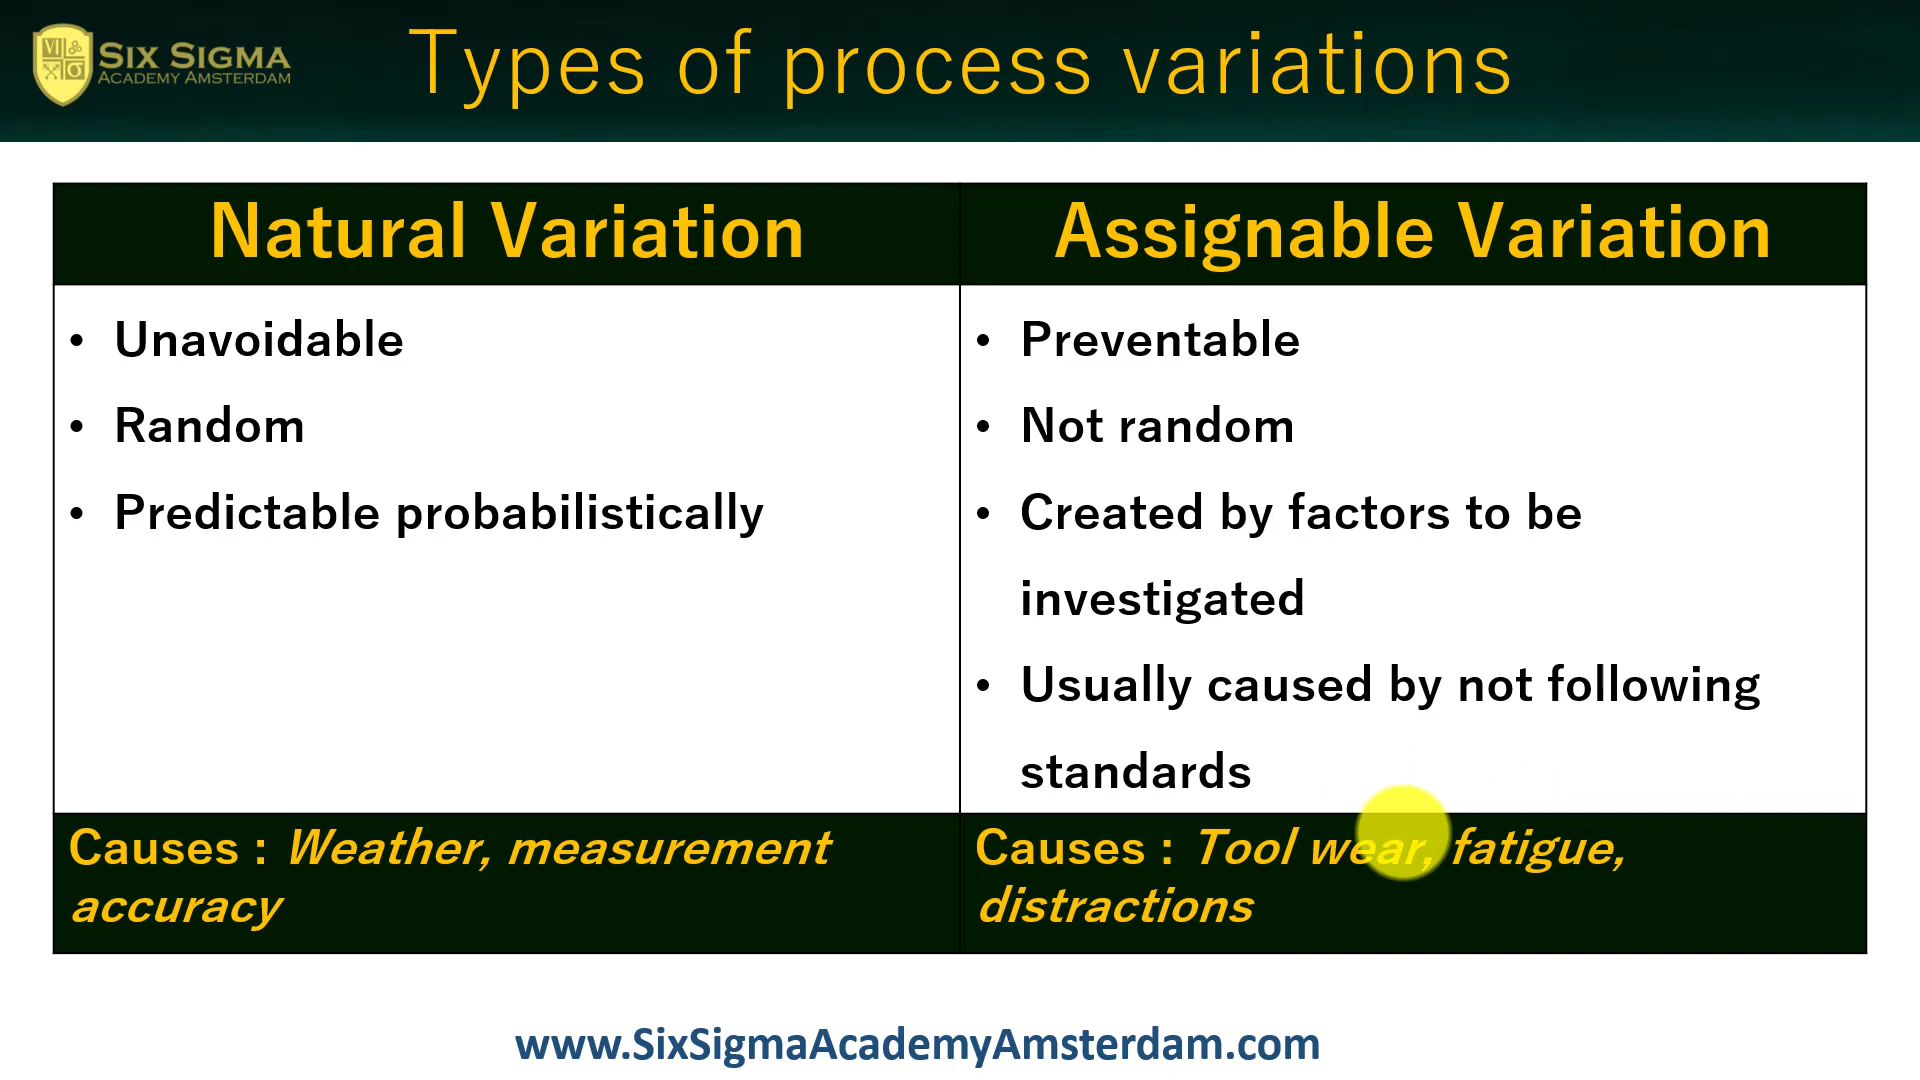 SIX SIGMA
ACADEMY AMSTERDAM
Types of process variations
Natural Variation
• Unavoidable
• Random
• Predictable probabilistically
Causes : Weather, measurement
accuracy
Assignable Variation
• Preventable
• Not random
• Created by factors to be
investigated
• Usually caused by not following
standards
Causes : Tool wear, fatigue,
distractions
www.SixSigmaAcademyAmsterdam.com